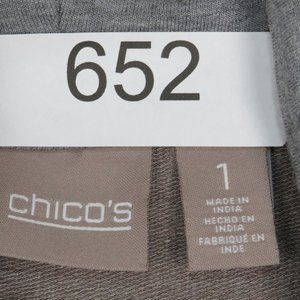 652
chico's
1
MADE IN
INDIA
HECHO EN
INDIA
FABRIQUÉ EN
INDE